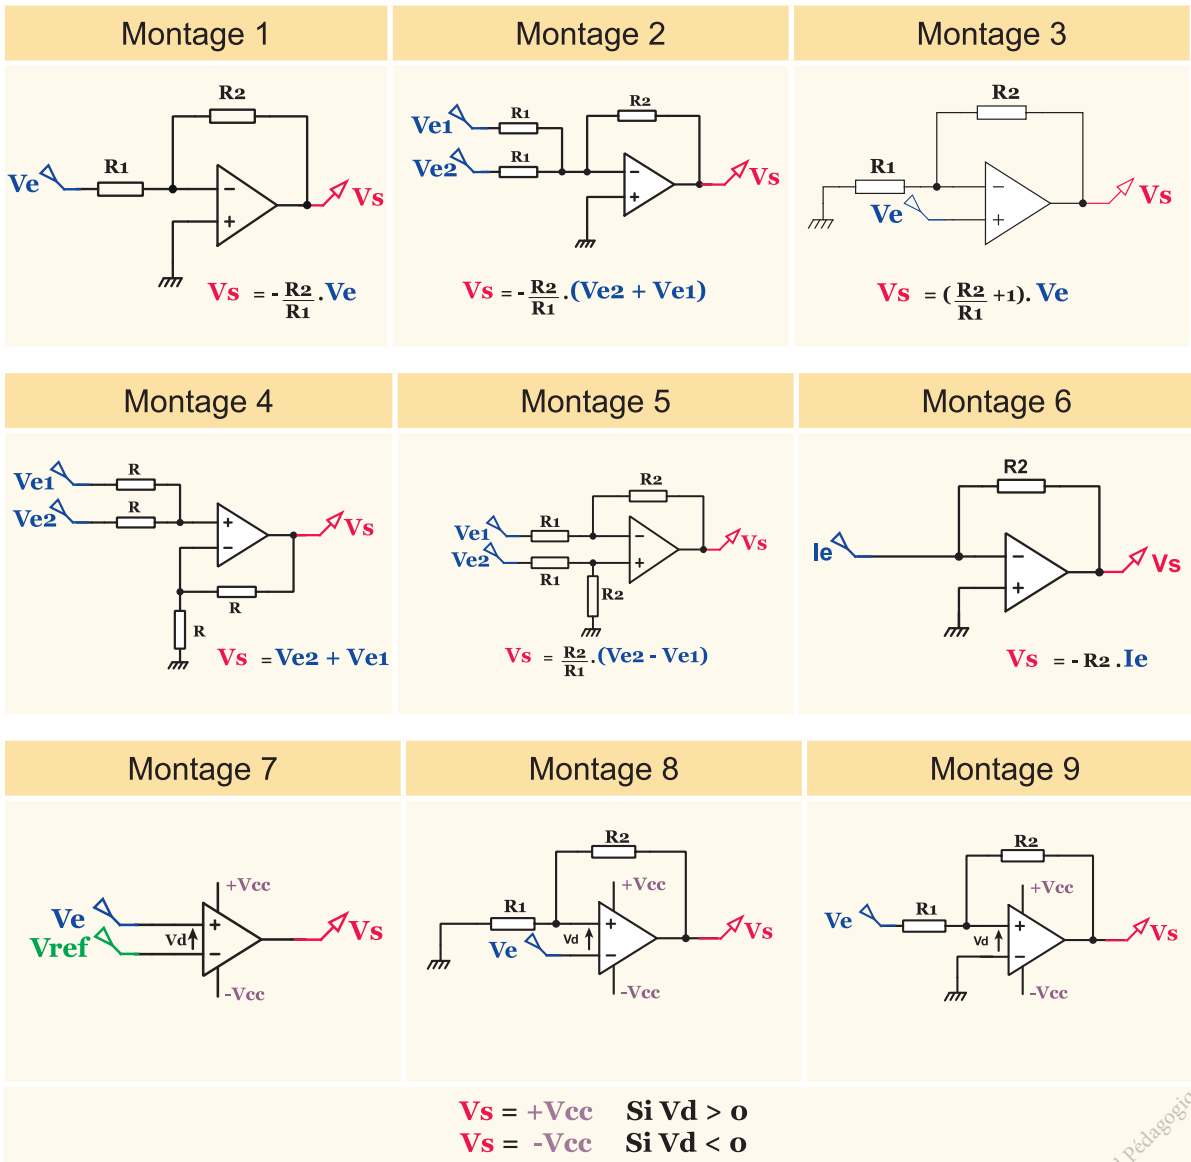 Montage 1
Montage 2
Montage 3
R2
R1
Ve
Vs
−
+
Vs = - R2/R1 . Ve
Ve1
Ve2
R1
R1
R2
−
+
Vs
Vs = - R2/R1 . (Ve2 + Ve1)
R2
R1
Ve
−
+
Vs
Vs = ( R2/R1 +1). Ve
Montage 4
Montage 5
Montage 6
Ve1
Ve2
R
R
+
−
Vs
R
R
Vs = Ve2 + Ve1
R2
Ve1
R1
Ve2
R1
−
+
R2
Vs
Vs = R2/R1 . (Ve2 - Ve1)
R2
Ie
−
+
Vs
Vs = - R2 . Ie
Montage 7
Montage 8
Montage 9
+Vcc
Ve
Vref
Vd
+
−
Vs
-Vcc
R2
+Vcc
R1
Ve
Vd
+
−
Vs
-Vcc
R2
+Vcc
Ve
R1
Vd
+
−
Vs
-Vcc
Vs = +Vcc Si Vd > 0
Vs = -Vcc Si Vd < 0